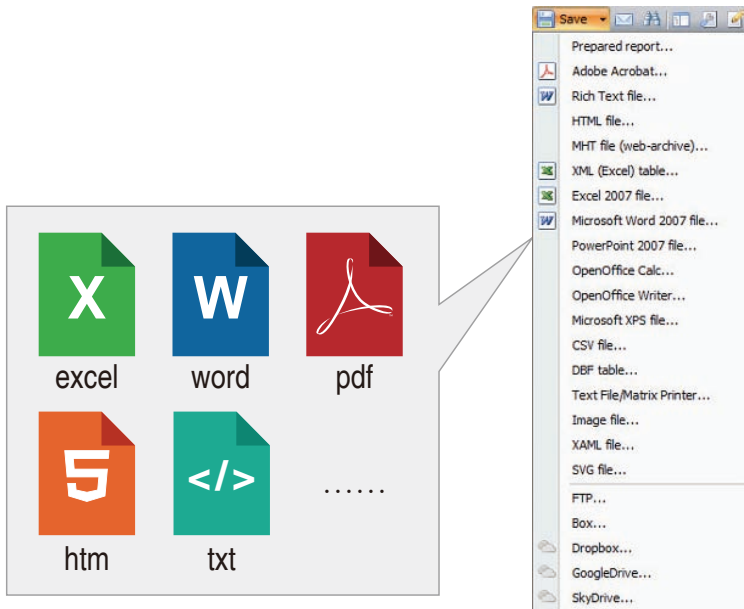 Save
Prepared report...
Adobe Acrobat...
Rich Text file...
HTML file...
MHT file (web-archive)...
XML (Excel) table...
Excel 2007 file...
Microsoft Word 2007 file...
PowerPoint 2007 file...
OpenOffice Calc...
OpenOffice Writer...
Microsoft XPS file...
CSV file...
DBF table...
Text File/Matrix Printer...
Image file...
XAML file...
SVG file...
FTP...
Box...
Dropbox...
GoogleDrive...
SkyDrive...
X W
excel word pdf
5 </> ......
htm txt